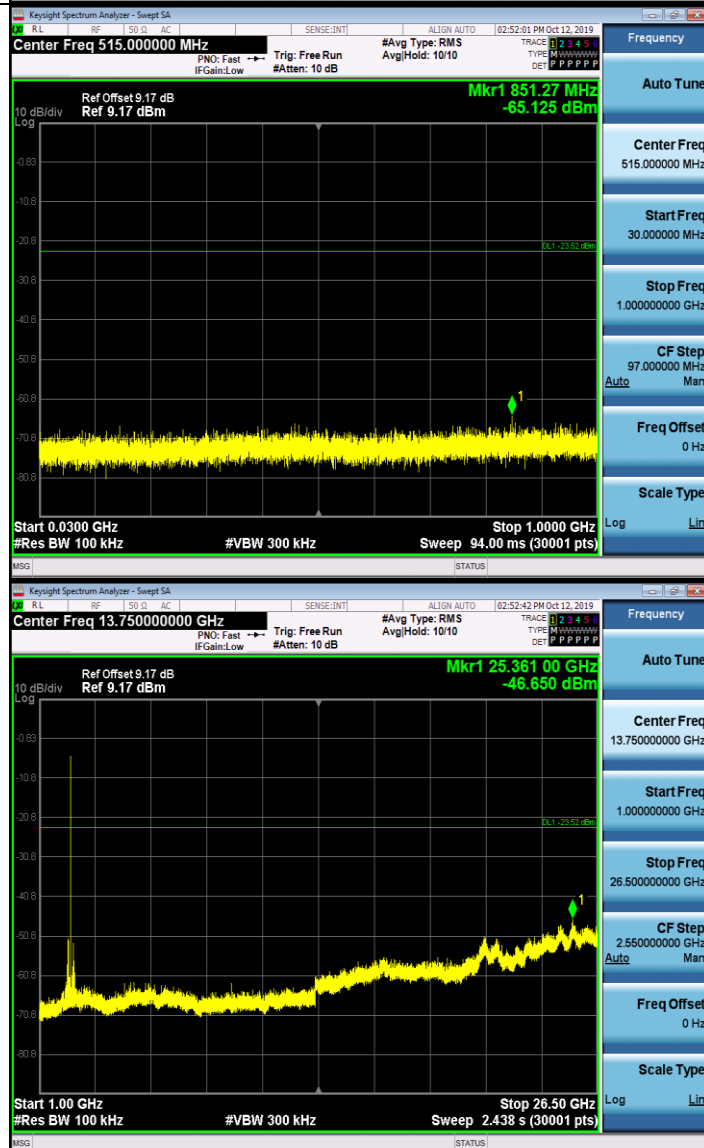 Keysight Spectrum Analyzer - Swept SA
RL RF 50 Ω AC SENSE:INT ALIGN AUTO 02:52:01 PM Oct 12, 2019
Center Freq 515.000000 MHz
PNO: Fast
IFGain:Low
Trig: Free Run
#Atten: 10 dB
#Avg Type: RMS
Avg|Hold: 10/10
TRACE 1 2 3 4 5 6
TYPE M W W W W W
DET P P P P P P
Mkr1 851.27 MHz
-65.125 dBm
Ref Offset 9.17 dB
10 dB/div Ref 9.17 dBm
Log
-0.83
-10.8
-20.8
DL1 -23.52 dBm
-30.8
-40.8
-50.8
-60.8
1
-70.8
-80.8
Start 0.0300 GHz Stop 1.0000 GHz
#Res BW 100 kHz #VBW 300 kHz Sweep 94.00 ms (30001 pts)
MSG STATUS
Frequency
Auto Tune
Center Freq
515.000000 MHz
Start Freq
30.000000 MHz
Stop Freq
1.000000000 GHz
CF Step
97.000000 MHz
Auto Man
Freq Offset
0 Hz
Scale Type
Log Lin
Keysight Spectrum Analyzer - Swept SA
RL RF 50 Ω AC SENSE:INT ALIGN AUTO 02:52:42 PM Oct 12, 2019
Center Freq 13.750000000 GHz
PNO: Fast
IFGain:Low
Trig: Free Run
#Atten: 10 dB
#Avg Type: RMS
Avg|Hold: 10/10
TRACE 1 2 3 4 5 6
TYPE M W W W W W
DET P P P P P P
Mkr1 25.361 00 GHz
-46.650 dBm
Ref Offset 9.17 dB
10 dB/div Ref 9.17 dBm
Log
-0.83
-10.8
-20.8
DL1 -23.52 dBm
-30.8
-40.8
1
-50.8
-60.8
-70.8
-80.8
Start 1.00 GHz Stop 26.50 GHz
#Res BW 100 kHz #VBW 300 kHz Sweep 2.438 s (30001 pts)
MSG STATUS
Frequency
Auto Tune
Center Freq
13.750000000 GHz
Start Freq
1.000000000 GHz
Stop Freq
26.500000000 GHz
CF Step
2.550000000 GHz
Auto Man
Freq Offset
0 Hz
Scale Type
Log Lin